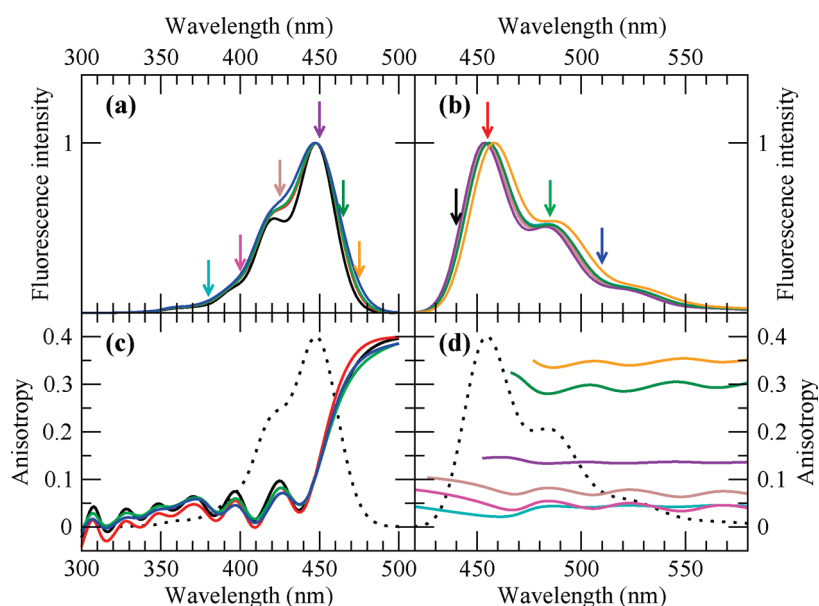 Wavelength (nm) Wavelength (nm)
300 350 400 450 500 450 500 550
(a) (b)
Fluorescence intensity 1 1 Fluorescence intensity
(c) (d)
Anisotropy 0.4 0.3 0.2 0.1 0 0.4 0.3 0.2 0.1 0 Anisotropy
300 350 400 450 500 450 500 550
Wavelength (nm) Wavelength (nm)